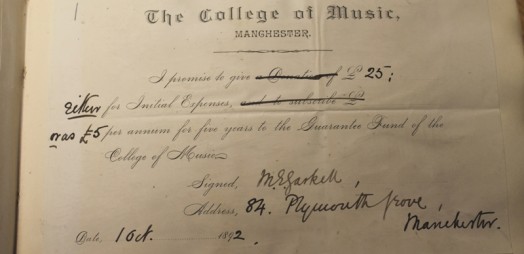 The College of Music,
MANCHESTER.
I promise to give a Donation of £ 25;
Either for Initial Expenses, and to subscribe £
or as £5 per annum for five years to the Guarantee Fund of the
College of Music
Signed, M.E.Gaskell,
Address, 84. Plymouth Grove,
Manchester.
Date, 1 Oct. 1892.